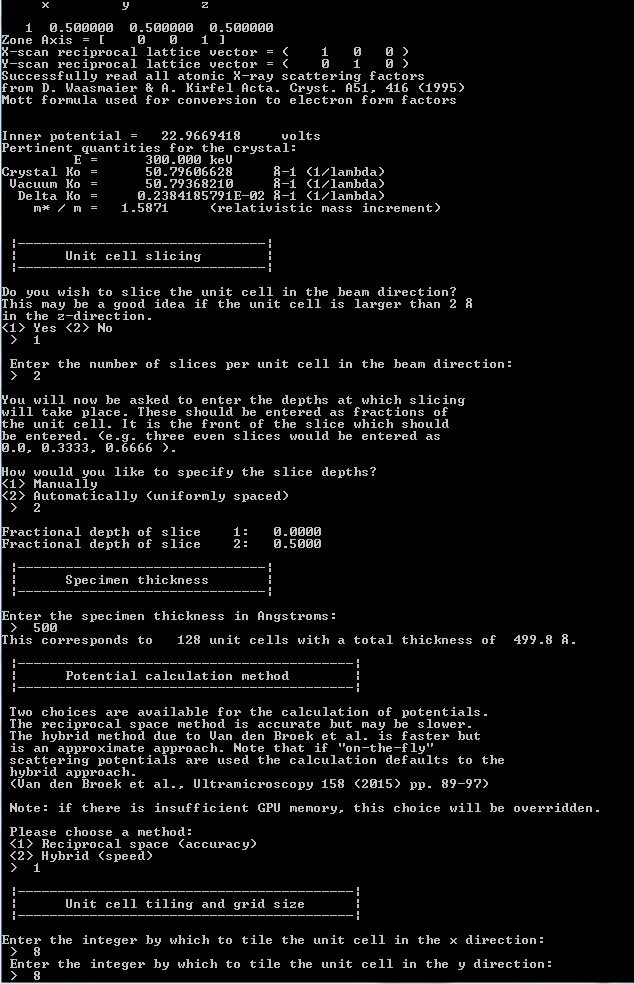 x y z
1 0.500000 0.500000 0.500000
Zone Axis = [ 0 0 1 ]
X-scan reciprocal lattice vector = ( 1 0 0 )
Y-scan reciprocal lattice vector = ( 0 1 0 )
Successfully read all atomic X-ray scattering factors
from D. Waasmaier & A. Kirfel Acta. Cryst. A51, 416 (1995)
Mott formula used for conversion to electron form factors
Inner potential = 22.9669418 volts
Pertinent quantities for the crystal:
E = 300.000 keV
Crystal Ko = 50.79606628 Å-1 (1/lambda)
Vacuum Ko = 50.79368210 Å-1 (1/lambda)
Delta Ko = 0.2384185791E-02 Å-1 (1/lambda)
m* / m = 1.5871 (relativistic mass increment)
|-------------------------------|
| Unit cell slicing |
|-------------------------------|
Do you wish to slice the unit cell in the beam direction?
This may be a good idea if the unit cell is larger than 2 Å
in the z-direction.
<1> Yes <2> No
> 1
Enter the number of slices per unit cell in the beam direction:
> 2
You will now be asked to enter the depths at which slicing
will take place. These should be entered as fractions of
the unit cell. It is the front of the slice which should
be entered. (e.g. three even slices would be entered as
0.0, 0.3333, 0.6666 ).
How would you like to specify the slice depths?
<1> Manually
<2> Automatically (uniformly spaced)
> 2
Fractional depth of slice 1: 0.0000
Fractional depth of slice 2: 0.5000
|-------------------------------|
| Specimen thickness |
|-------------------------------|
Enter the specimen thickness in Angstroms:
> 500
This corresponds to 128 unit cells with a total thickness of 499.8 Å.
|------------------------------------------|
| Potential calculation method |
|------------------------------------------|
Two choices are available for the calculation of potentials.
The reciprocal space method is accurate but may be slower.
The hybrid method due to Van den Broek et al. is faster but
is an approximate approach. Note that if "on-the-fly"
scattering potentials are used the calculation defaults to the
hybrid approach.
(Van den Broek et al., Ultramicroscopy 158 (2015) pp. 89-97)
Note: if there is insufficient GPU memory, this choice will be overridden.
Please choose a method:
<1> Reciprocal space (accuracy)
<2> Hybrid (speed)
> 1
|------------------------------------------|
| Unit cell tiling and grid size |
|------------------------------------------|
Enter the integer by which to tile the unit cell in the x direction:
> 8
Enter the integer by which to tile the unit cell in the y direction:
> 8